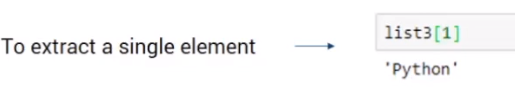 To extract a single element
list3[1]
'Python'